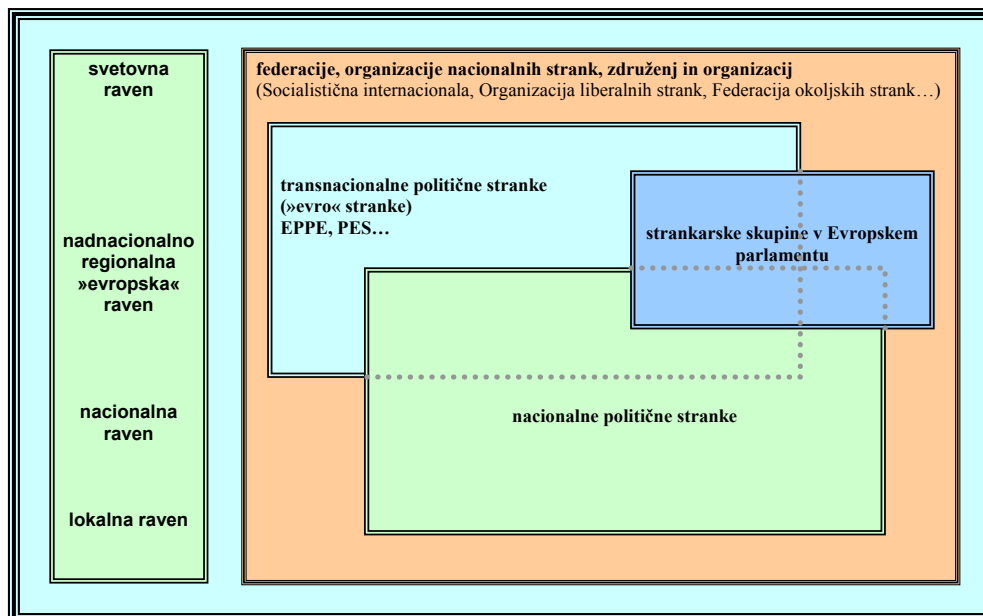 svetovna
raven
nadnacionalno
regionalna
»evropska«
raven
nacionalna
raven
lokalna raven
federacije, organizacije nacionalnih strank, združenj in organizacij
(Socialistična internacionala, Organizacija liberalnih strank, Federacija okoljskih strank…)
transnacionalne politične stranke
(»evro« stranke)
EPPE, PES…
strankarske skupine v Evropskem
parlamentu
nacionalne politične stranke